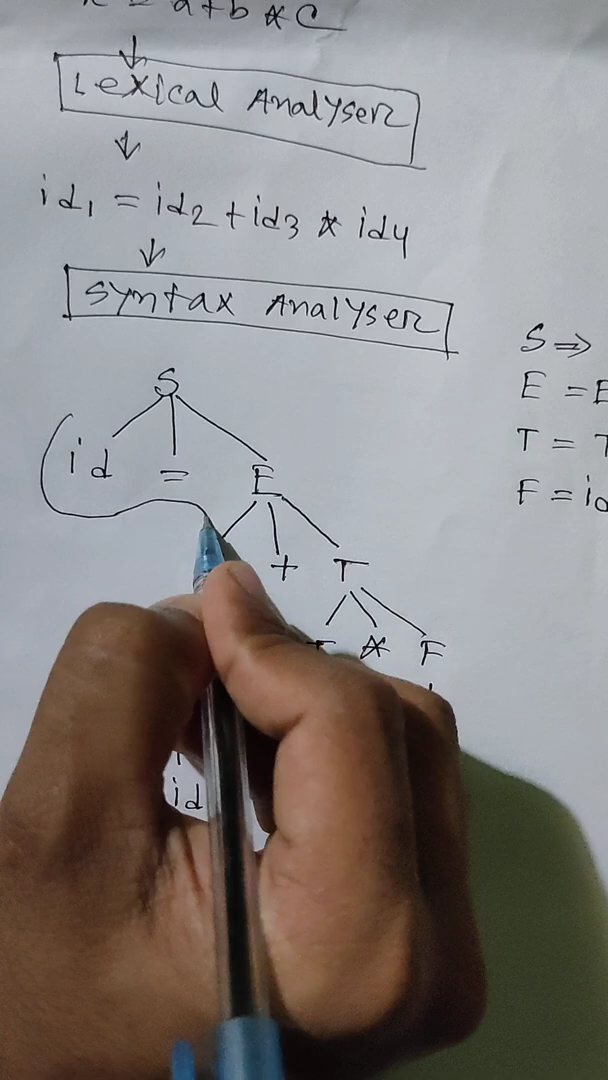 = a+b * c
Lexical Analyser
id1 = id2 + id3 * id4
Syntax Analyser
S
id = E
+ T
* F
id
S ⇒
E =
T =
F =